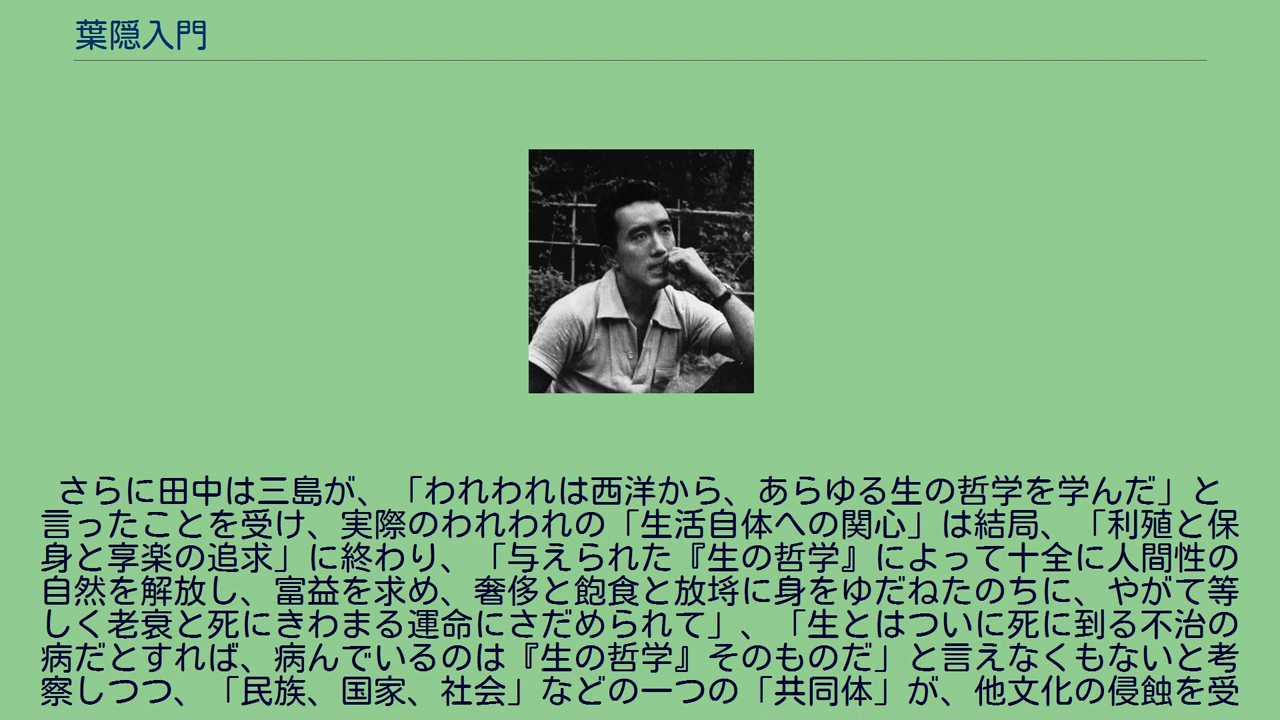 葉隠入門
さらに田中は三島が、「われわれは西洋から、あらゆる生の哲学を学んだ」と
言ったことを受け、実際のわれわれの「生活自体への関心」は結局、「利殖と保
身と享楽の追求」に終わり、「与えられた『生の哲学』によって十全に人間性の
自然を解放し、富益を求め、奢侈と飽食と放埓に身をゆだねたのちに、やがて等
しく老衰と死にきわまる運命にさだめられて」、「生とはついに死に到る不治の
病だとすれば、病んでいるのは『生の哲学』そのものだ」と言えなくもないと考
察しつつ、「民族、国家、社会」などの一つの「共同体」が、他文化の侵蝕を受